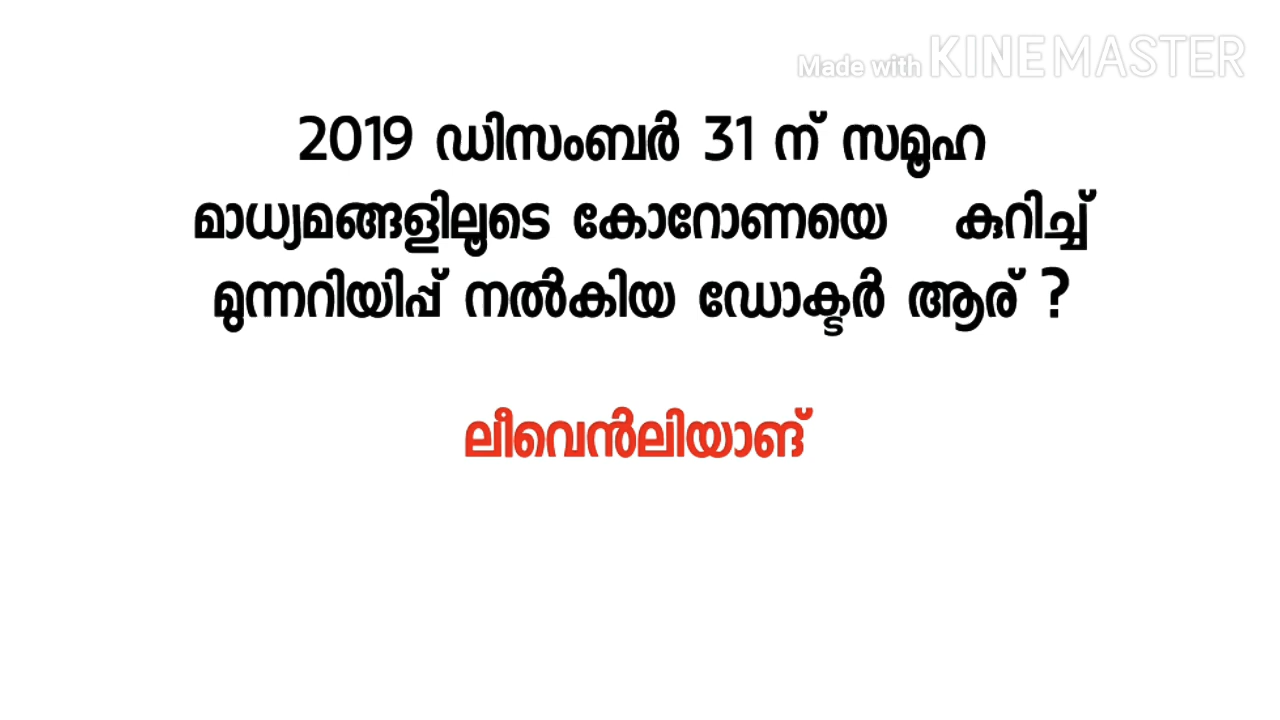 Made with KINEMASTER
2019 ഡിസംബർ 31 ന് സമൂഹ
മാധ്യമങ്ങളിലൂടെ കോറോണയെ കുറിച്ച്
മുന്നറിയിപ്പ് നൽകിയ ഡോക്ടർ ആര് ?
ലീവെൻലിയാങ്